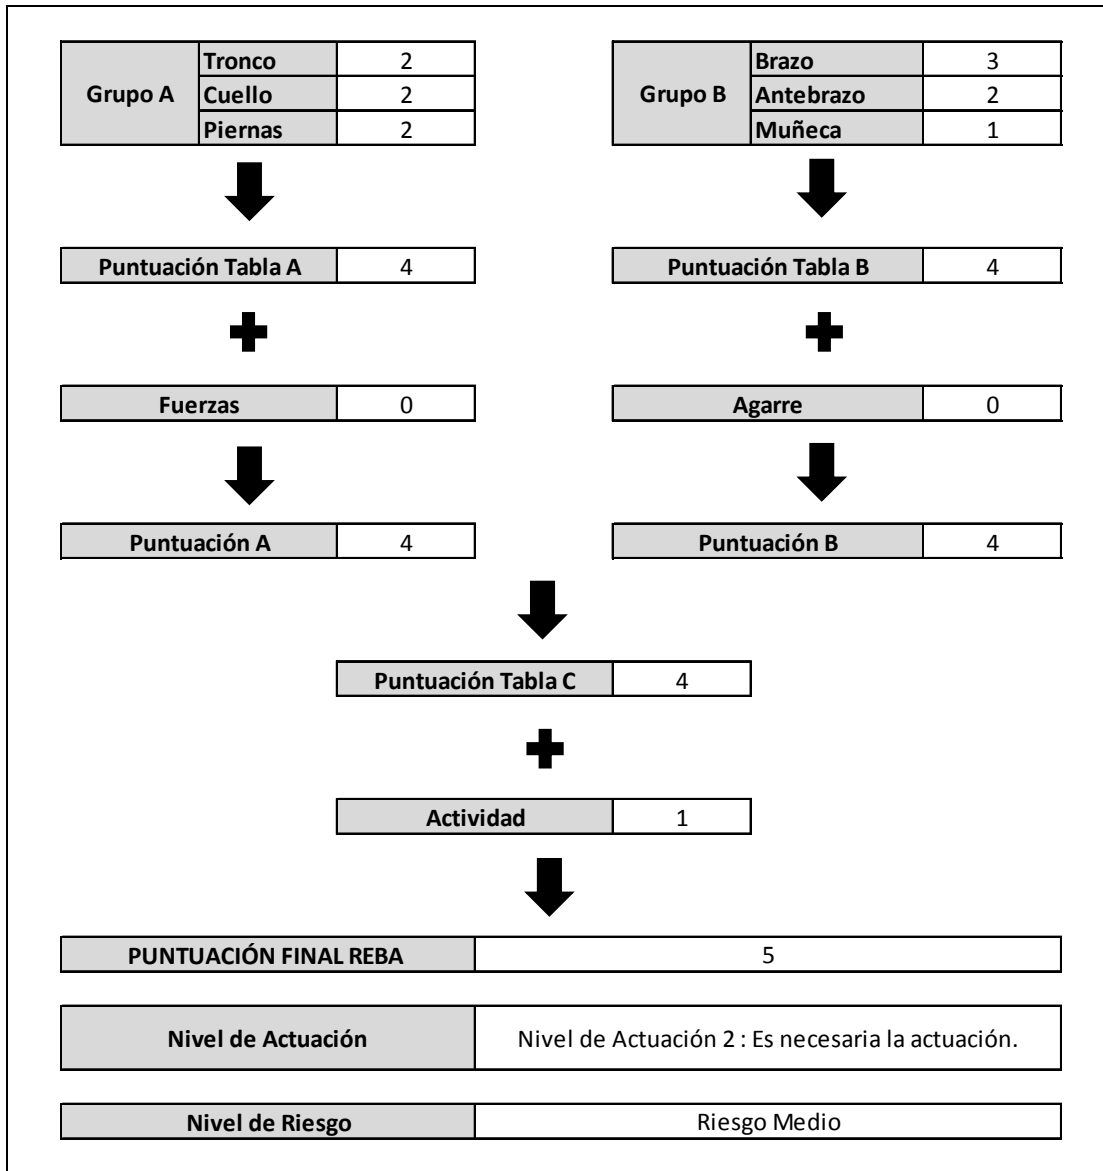 Grupo A
Tronco 2
Cuello 2
Piernas 2
Grupo B
Brazo 3
Antebrazo 2
Muñeca 1
Puntuación Tabla A 4
Puntuación Tabla B 4
Fuerzas 0
Agarre 0
Puntuación A 4
Puntuación B 4
Puntuación Tabla C 4
Actividad 1
PUNTUACIÓN FINAL REBA 5
Nivel de Actuación Nivel de Actuación 2 : Es necesaria la actuación.
Nivel de Riesgo Riesgo Medio